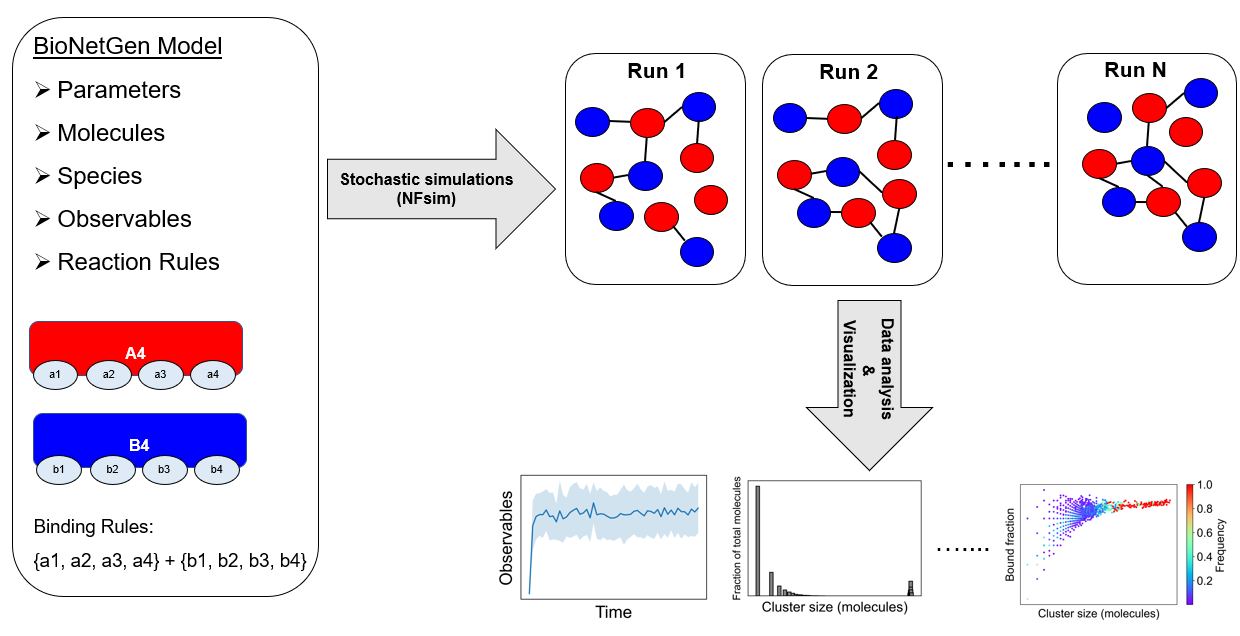 BioNetGen Model
➢ Parameters
➢ Molecules
➢ Species
➢ Observables
➢ Reaction Rules
A4
a1 a2 a3 a4
B4
b1 b2 b3 b4
Binding Rules:
{a1, a2, a3, a4} + {b1, b2, b3, b4}
Stochastic simulations
(NFsim)
Run 1
Run 2
Run N
Data analysis
&
Visualization
Observables
Time
Fraction of total molecules
Cluster size (molecules)
Bound fraction
Cluster size (molecules)
1.0
0.8
0.6
0.4
0.2
Frequency